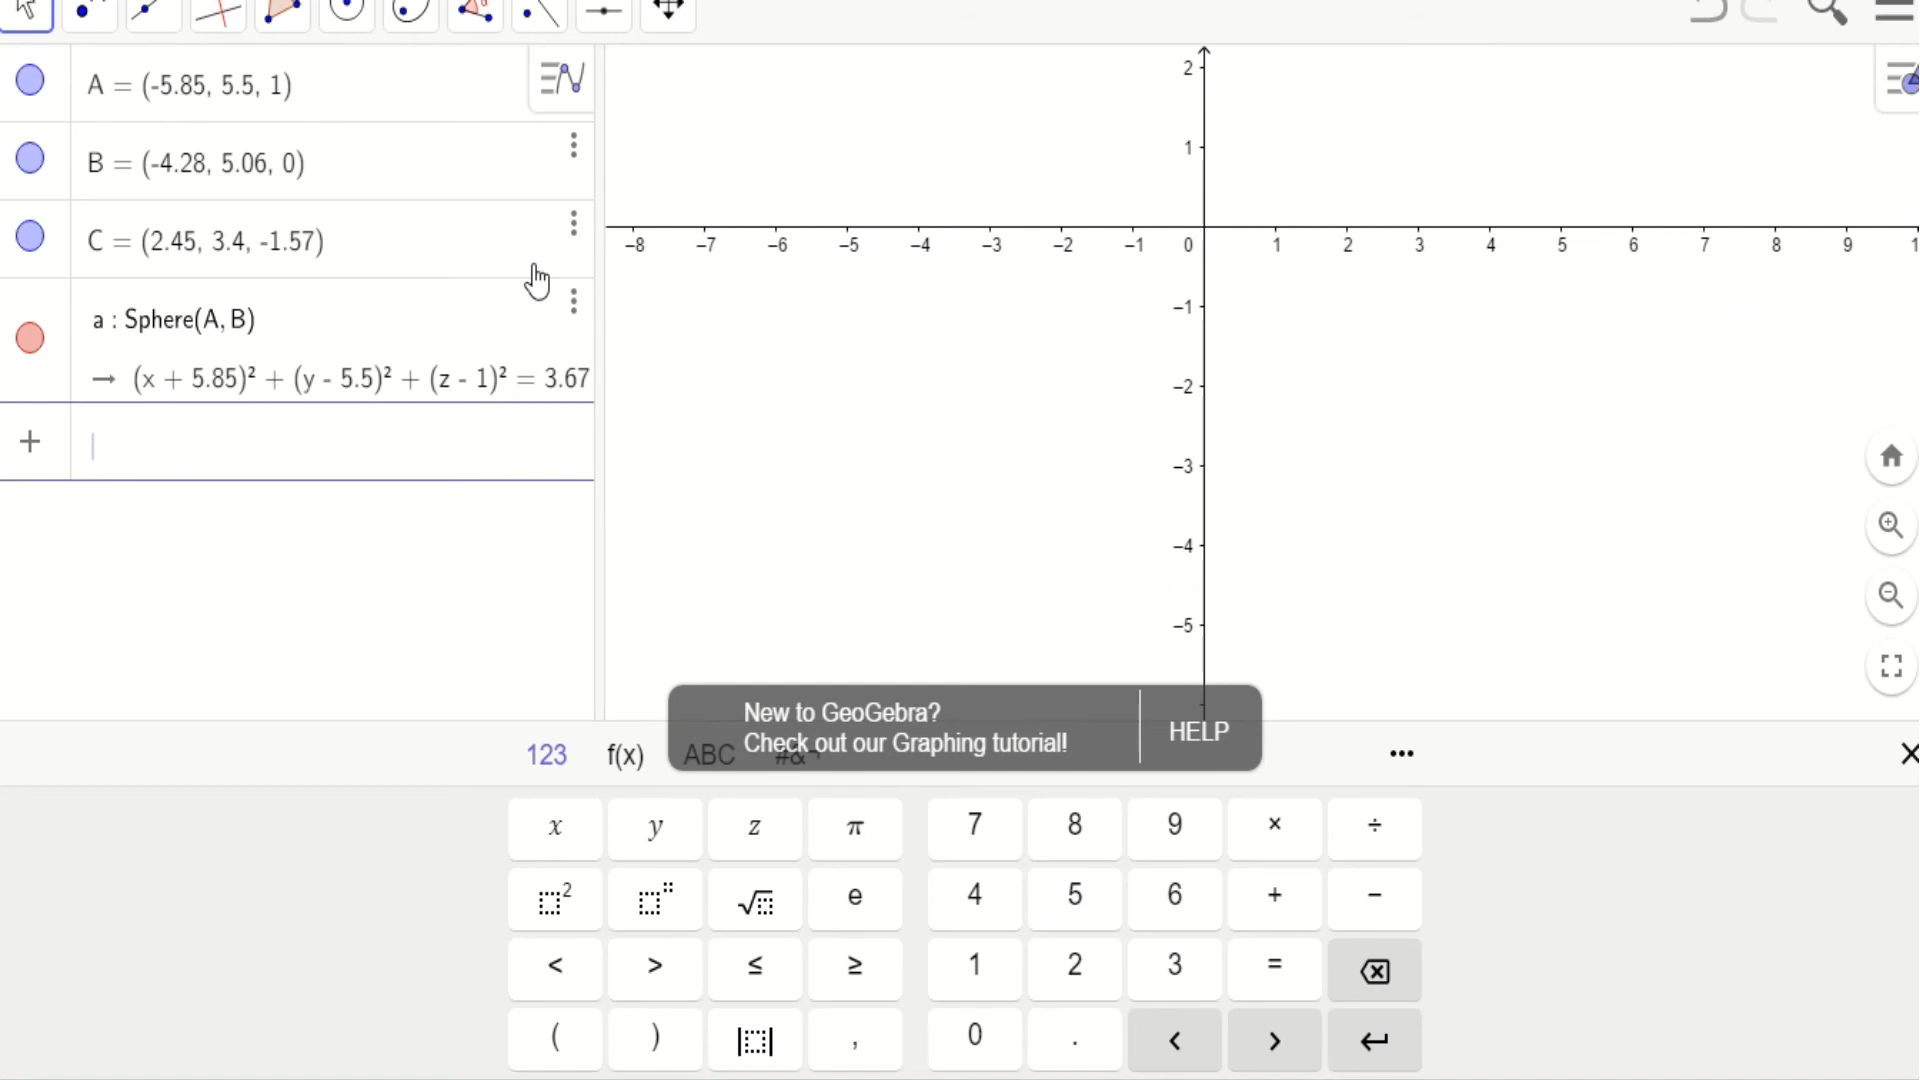 A = (-5.85, 5.5, 1)
B = (-4.28, 5.06, 0)
C = (2.45, 3.4, -1.57)
a : Sphere(A, B)
→ (x + 5.85)² + (y - 5.5)² + (z - 1)² = 3.67
+
2
1
–8 –7 –6 –5 –4 –3 –2 –1 0 1 2 3 4 5 6 7 8 9 1
–1
–2
–3
–4
–5
New to GeoGebra?
Check out our Graphing tutorial!
HELP
123 f(x) ABC #&¬ •••
x y z π 7 8 9 × ÷
2 e 4 5 6 + −
< > ≤ ≥ 1 2 3 =
( ) , 0 . < >